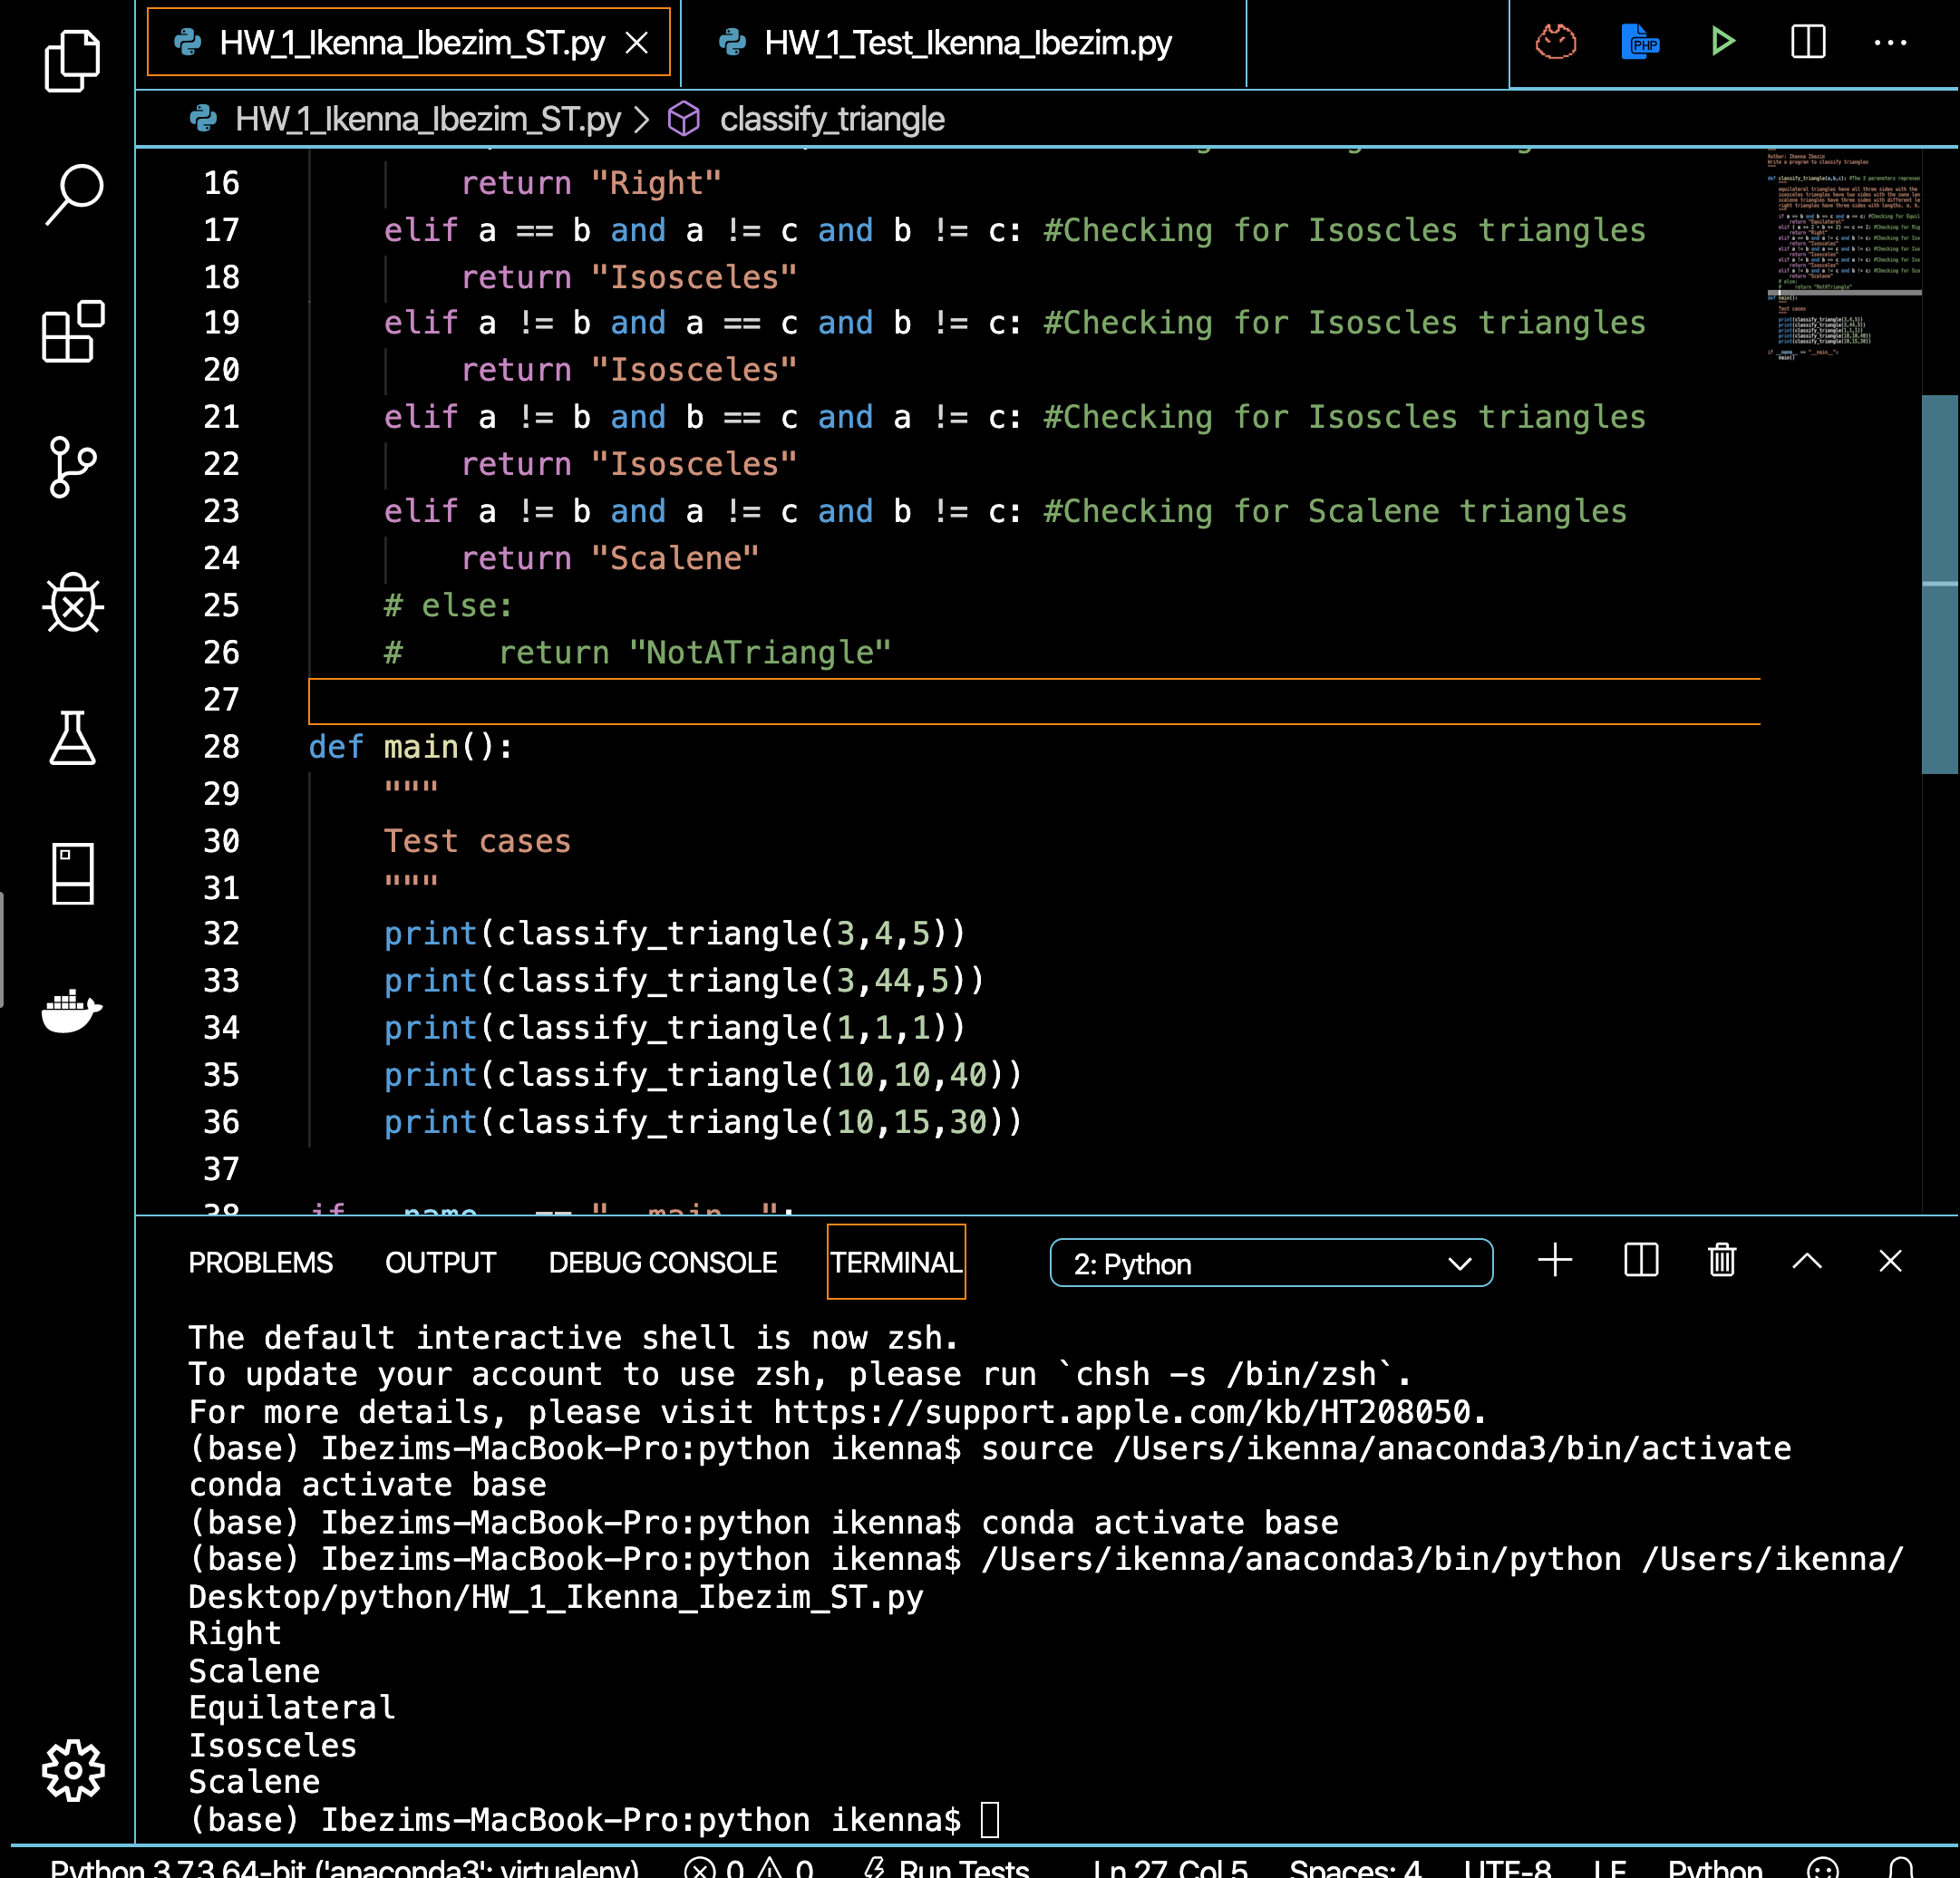 HW_1_Ikenna_Ibezim_ST.py
HW_1_Test_Ikenna_Ibezim.py
PHP
HW_1_Ikenna_Ibezim_ST.py > classify_triangle
16 return "Right"
17 elif a == b and a != c and b != c: #Checking for Isoscles triangles
18 return "Isosceles"
19 elif a != b and a == c and b != c: #Checking for Isoscles triangles
20 return "Isosceles"
21 elif a != b and b == c and a != c: #Checking for Isoscles triangles
22 return "Isosceles"
23 elif a != b and a != c and b != c: #Checking for Scalene triangles
24 return "Scalene"
25 # else:
26 #     return "NotATriangle"
27
28 def main():
29 """
30 Test cases
31 """
32 print(classify_triangle(3,4,5))
33 print(classify_triangle(3,44,5))
34 print(classify_triangle(1,1,1))
35 print(classify_triangle(10,10,40))
36 print(classify_triangle(10,15,30))
37
38 if __name__ == "__main__":
PROBLEMS OUTPUT DEBUG CONSOLE TERMINAL 2: Python
The default interactive shell is now zsh.
To update your account to use zsh, please run `chsh -s /bin/zsh`.
For more details, please visit https://support.apple.com/kb/HT208050.
(base) Ibezims-MacBook-Pro:python ikenna$ source /Users/ikenna/anaconda3/bin/activate
conda activate base
(base) Ibezims-MacBook-Pro:python ikenna$ conda activate base
(base) Ibezims-MacBook-Pro:python ikenna$ /Users/ikenna/anaconda3/bin/python /Users/ikenna/
Desktop/python/HW_1_Ikenna_Ibezim_ST.py
Right
Scalene
Equilateral
Isosceles
Scalene
(base) Ibezims-MacBook-Pro:python ikenna$
Python 3.7.3 64-bit ('anaconda3': virtualenv) 0 0 Run Tests Ln 27, Col 5 Spaces: 4 UTF-8 LF Python